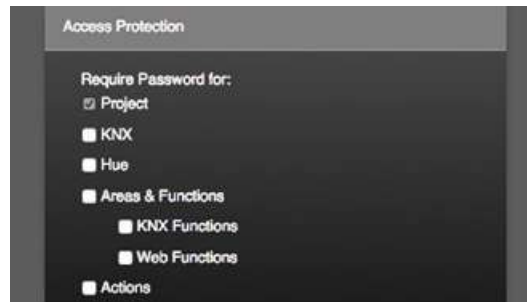 Access Protection
Require Password for:
Project
KNX
Hue
Areas & Functions
KNX Functions
Web Functions
Actions